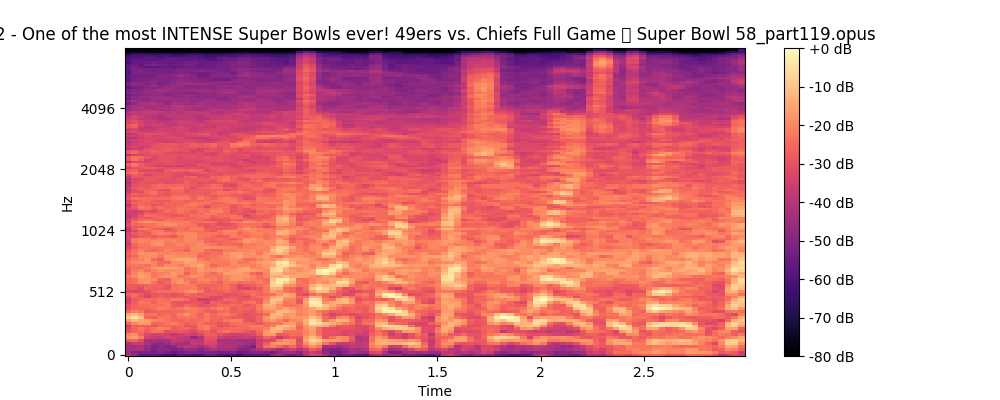 2 - One of the most INTENSE Super Bowls ever! 49ers vs. Chiefs Full Game Super Bowl 58_part119.opus
+0 dB
4096
-10 dB
-20 dB
2048
-30 dB
Hz
1024
-40 dB
-50 dB
512
-60 dB
-70 dB
0
-80 dB
0
0.5
1
1.5
2
2.5
Time